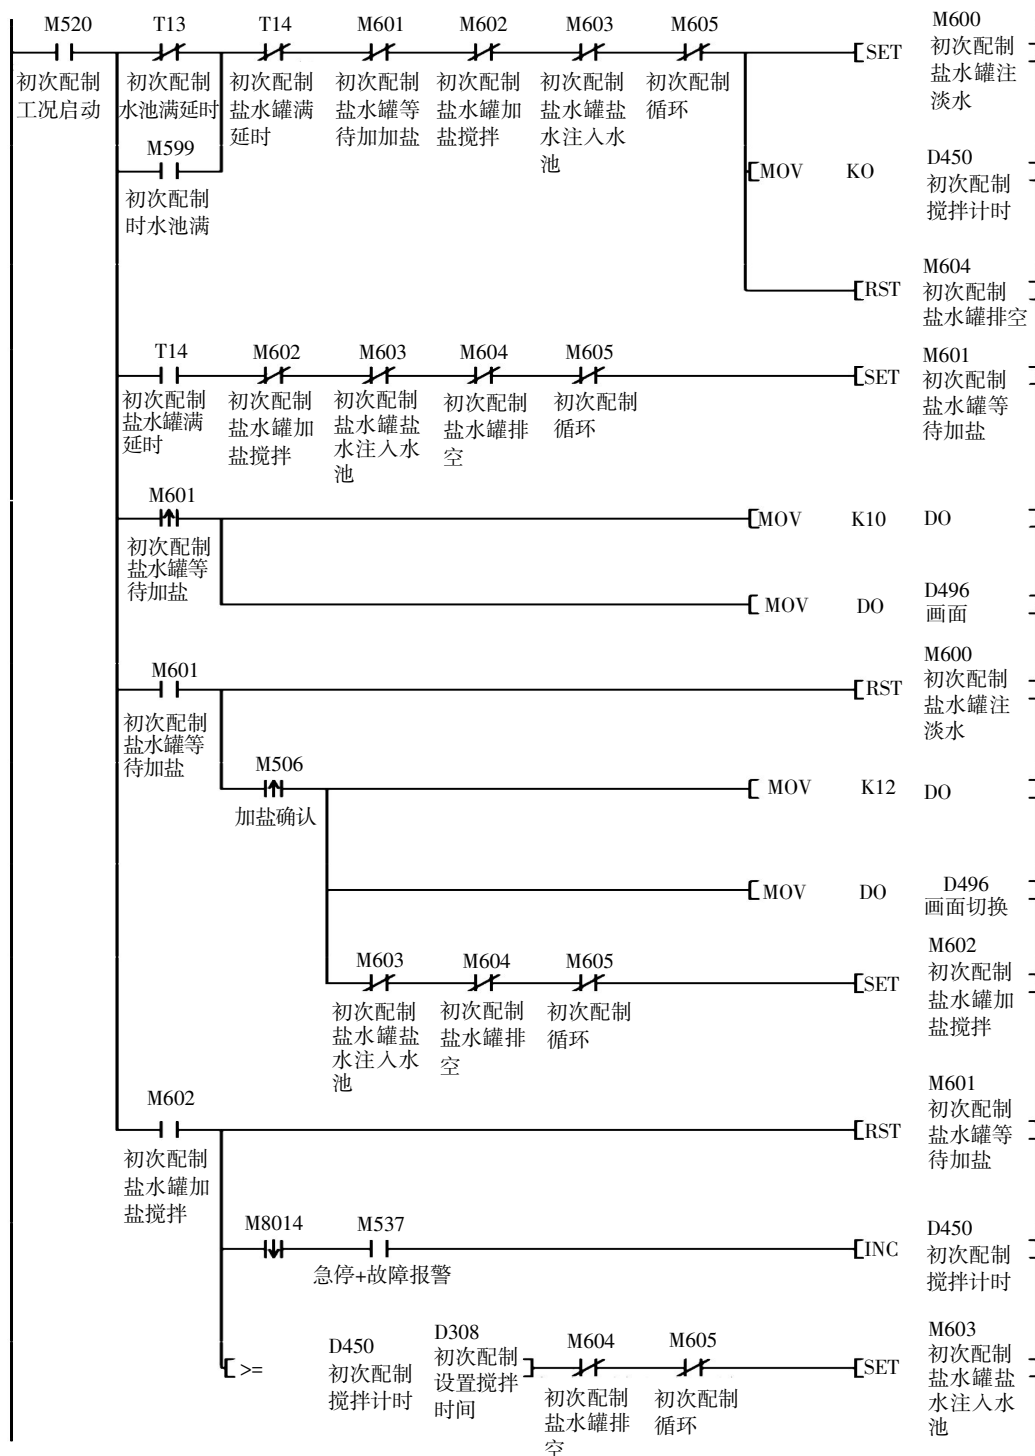 M520 T13 T14 M601 M602 M603 M605 M600
[SET
初次配制 初次配制 初次配制 初次配制 初次配制 初次配制 初次配制 初次配制
工况启动 水池满延时 盐水罐满 盐水罐等 盐水罐加 盐水罐盐 循环 盐水罐注
延时 待加加盐 盐搅拌 水注入水 淡水
池
M599 [MOV KO D450
初次配制 初次配制
时水池满 搅拌计时
M604
[RST 初次配制
盐水罐排空
T14 M602 M603 M604 M605 M601
[SET
初次配制 初次配制 初次配制 初次配制 初次配制 初次配制
盐水罐满 盐水罐加 盐水罐盐 盐水罐排 循环 盐水罐等
延时 盐搅拌 水注入水 空 待加盐
池
M601
[MOV K10 DO
初次配制
盐水罐等
待加盐
[MOV DO D496
画面
M601 M600
[RST 初次配制
初次配制 盐水罐注
盐水罐等 淡水
待加盐
M506
[MOV K12 DO
加盐确认
[MOV DO D496
画面切换
M603 M604 M605 M602
[SET 初次配制
初次配制 初次配制 初次配制 盐水罐加
盐水罐盐 盐水罐排 循环 盐搅拌
水注入水 空
池
M602 M601
[RST 初次配制
初次配制 盐水罐等
盐水罐加 待加盐
盐搅拌
M8014 M537 D450
[INC 初次配制
急停+故障报警 搅拌计时
[>= D450 D308 ] M604 M605 M603
[SET
初次配制 初次配制 初次配制
搅拌计时 设置搅拌 盐水罐盐
时间 水注入水
池
初次配制 初次配制
盐水罐排 循环
空